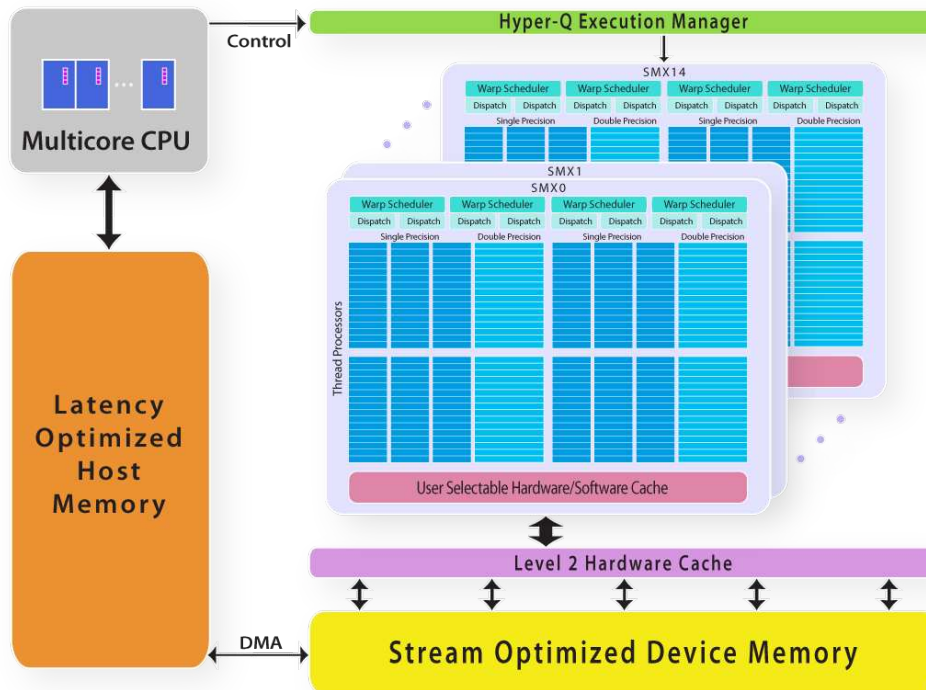 Hyper-Q Execution Manager
Control
Multicore CPU
SMX14
Warp Scheduler Warp Scheduler Warp Scheduler Warp Scheduler
Dispatch Dispatch Dispatch Dispatch Dispatch Dispatch Dispatch Dispatch
Single Precision Double Precision Single Precision Double Precision
SMX1
SMX0
Warp Scheduler Warp Scheduler Warp Scheduler Warp Scheduler
Dispatch Dispatch Dispatch Dispatch Dispatch Dispatch Dispatch Dispatch
Single Precision Double Precision Single Precision Double Precision
Thread Processors
User Selectable Hardware/Software Cache
Latency
Optimized
Host
Memory
Level 2 Hardware Cache
DMA
Stream Optimized Device Memory